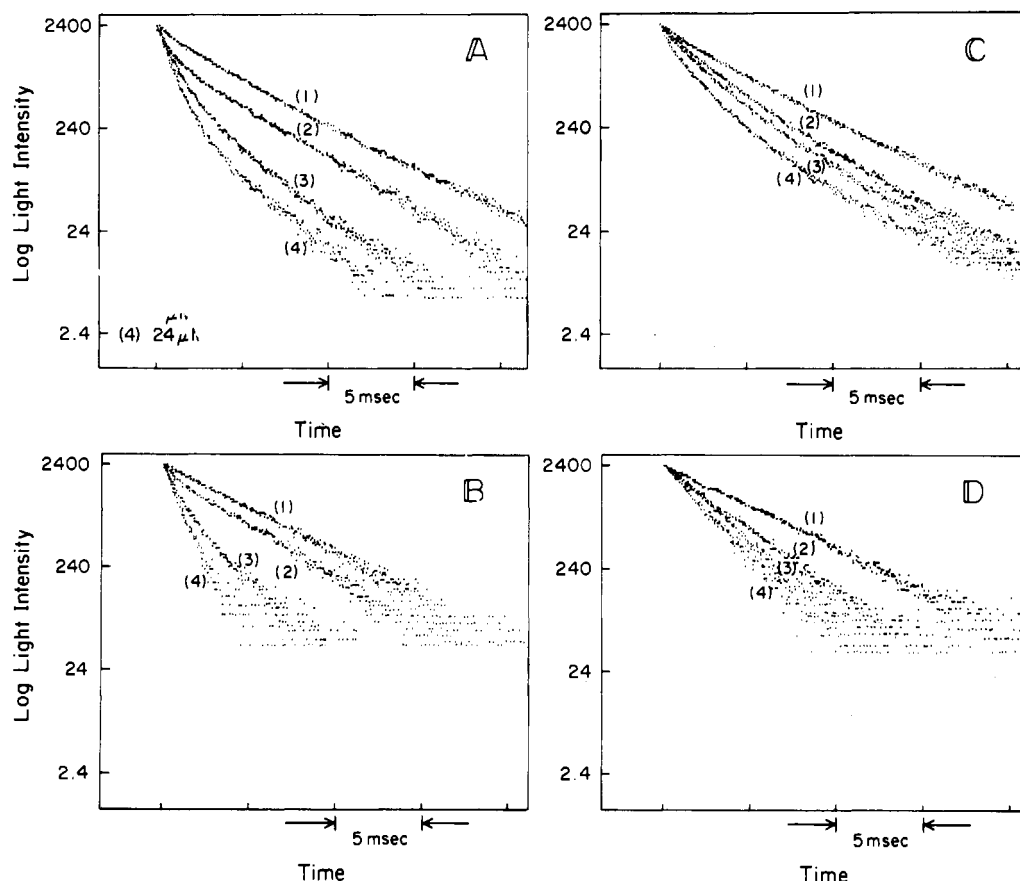 2400
240
24
2.4
Log Light Intensity
A
(1)
(2)
(3)
(4)
μh
(4) 24μh
5 msec
Time
2400
240
24
2.4
C
(1)
(2)
(3)
(4)
5 msec
Time
2400
240
24
2.4
Log Light Intensity
B
(1)
(2)
(3)
(4)
5 msec
Time
2400
240
24
2.4
D
(1)
(2)
(3)
(4)
5 msec
Time